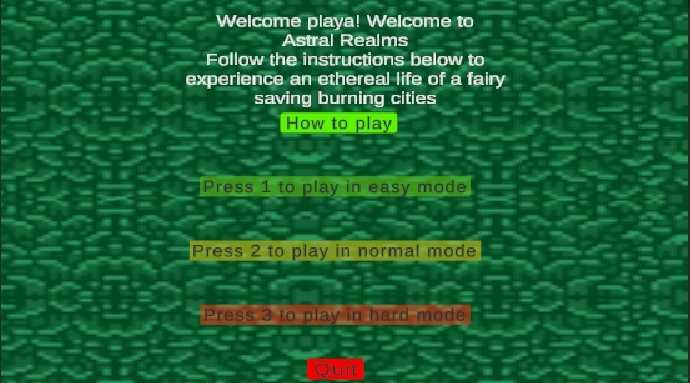 Welcome playa! Welcome to
Astral Realms
Follow the instructions below to
experience an ethereal life of a fairy
saving burning cities
How to play
Press 1 to play in easy mode
Press 2 to play in normal mode
Press 3 to play in hard mode
Quit